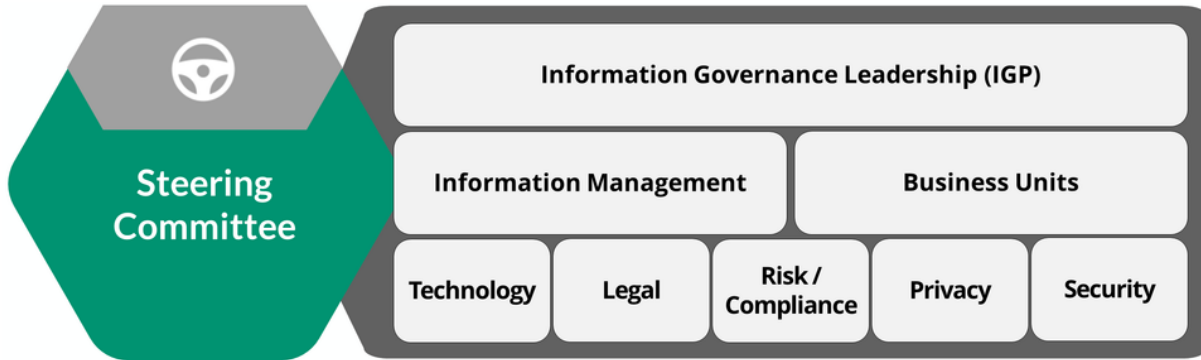 Steering
Committee
Information Governance Leadership (IGP)
Information Management
Business Units
Technology
Legal
Risk /
Compliance
Privacy
Security